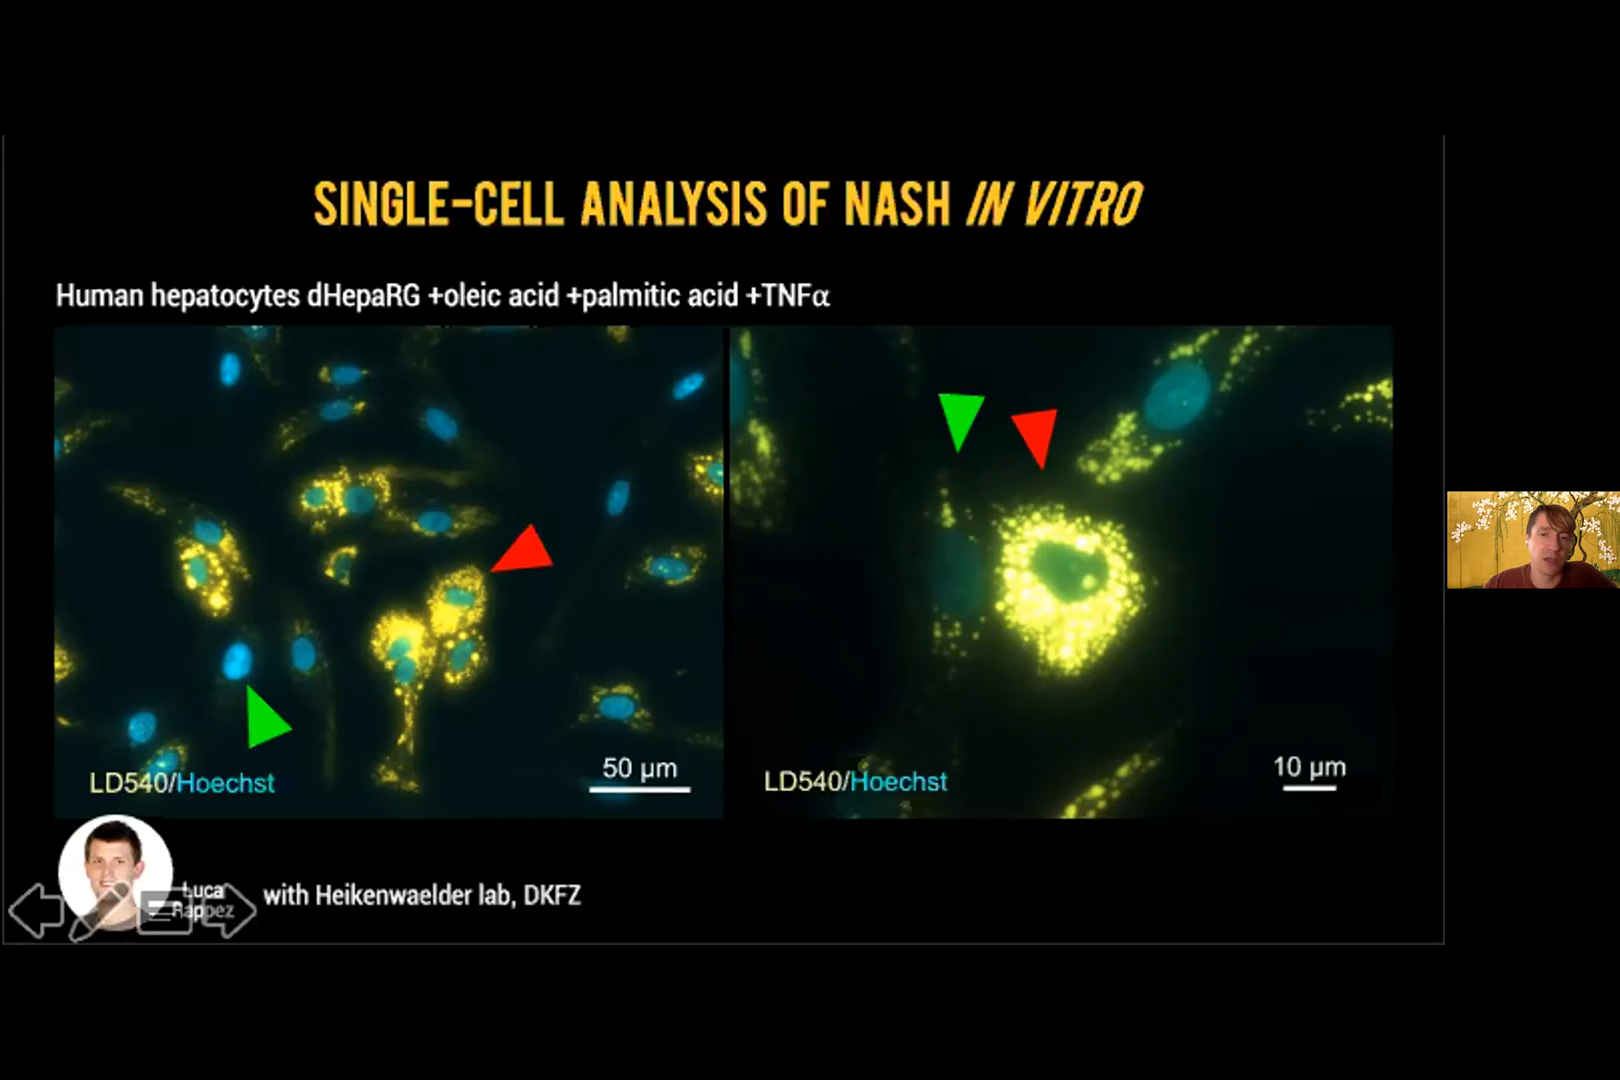 SINGLE-CELL ANALYSIS OF NASH IN VITRO
Human hepatocytes dHepaRG +oleic acid +palmitic acid +TNFα
LD540/Hoechst
50 µm
LD540/Hoechst
10 µm
Luca
Rappez
with Heikenwaelder lab, DKFZ